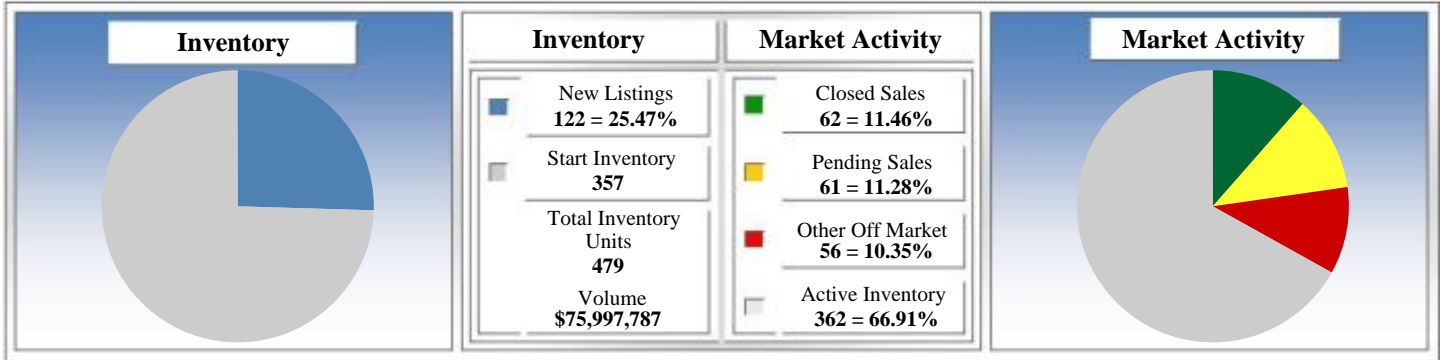 Inventory
Inventory
New Listings
122 = 25.47%
Start Inventory
357
Total Inventory
Units
479
Volume
$75,997,787
Market Activity
Closed Sales
62 = 11.46%
Pending Sales
61 = 11.28%
Other Off Market
56 = 10.35%
Active Inventory
362 = 66.91%
Market Activity